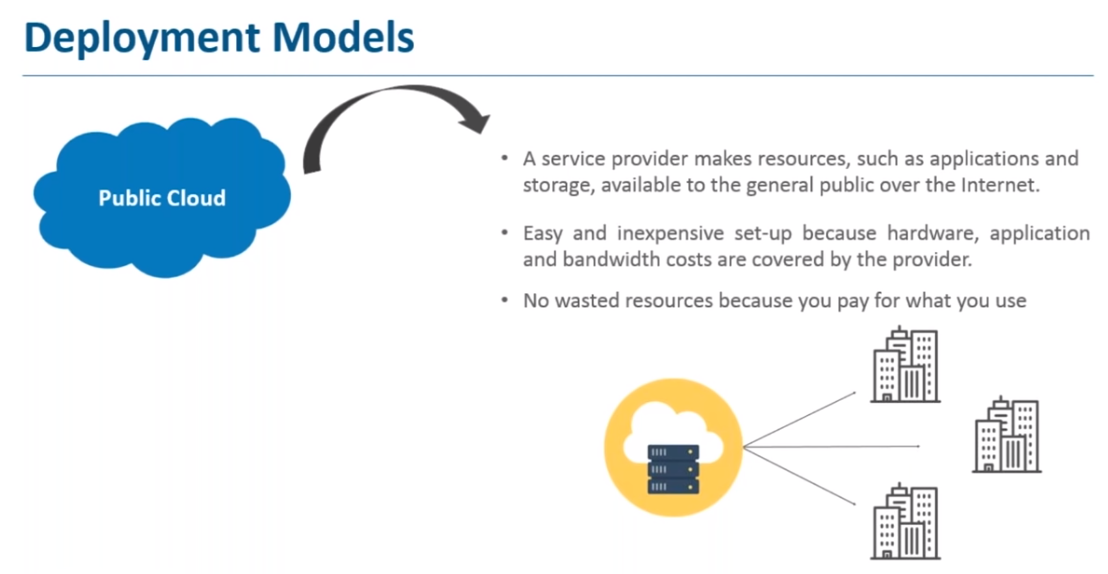 Deployment Models
Public Cloud
• A service provider makes resources, such as applications and
storage, available to the general public over the Internet.
• Easy and inexpensive set-up because hardware, application
and bandwidth costs are covered by the provider.
• No wasted resources because you pay for what you use